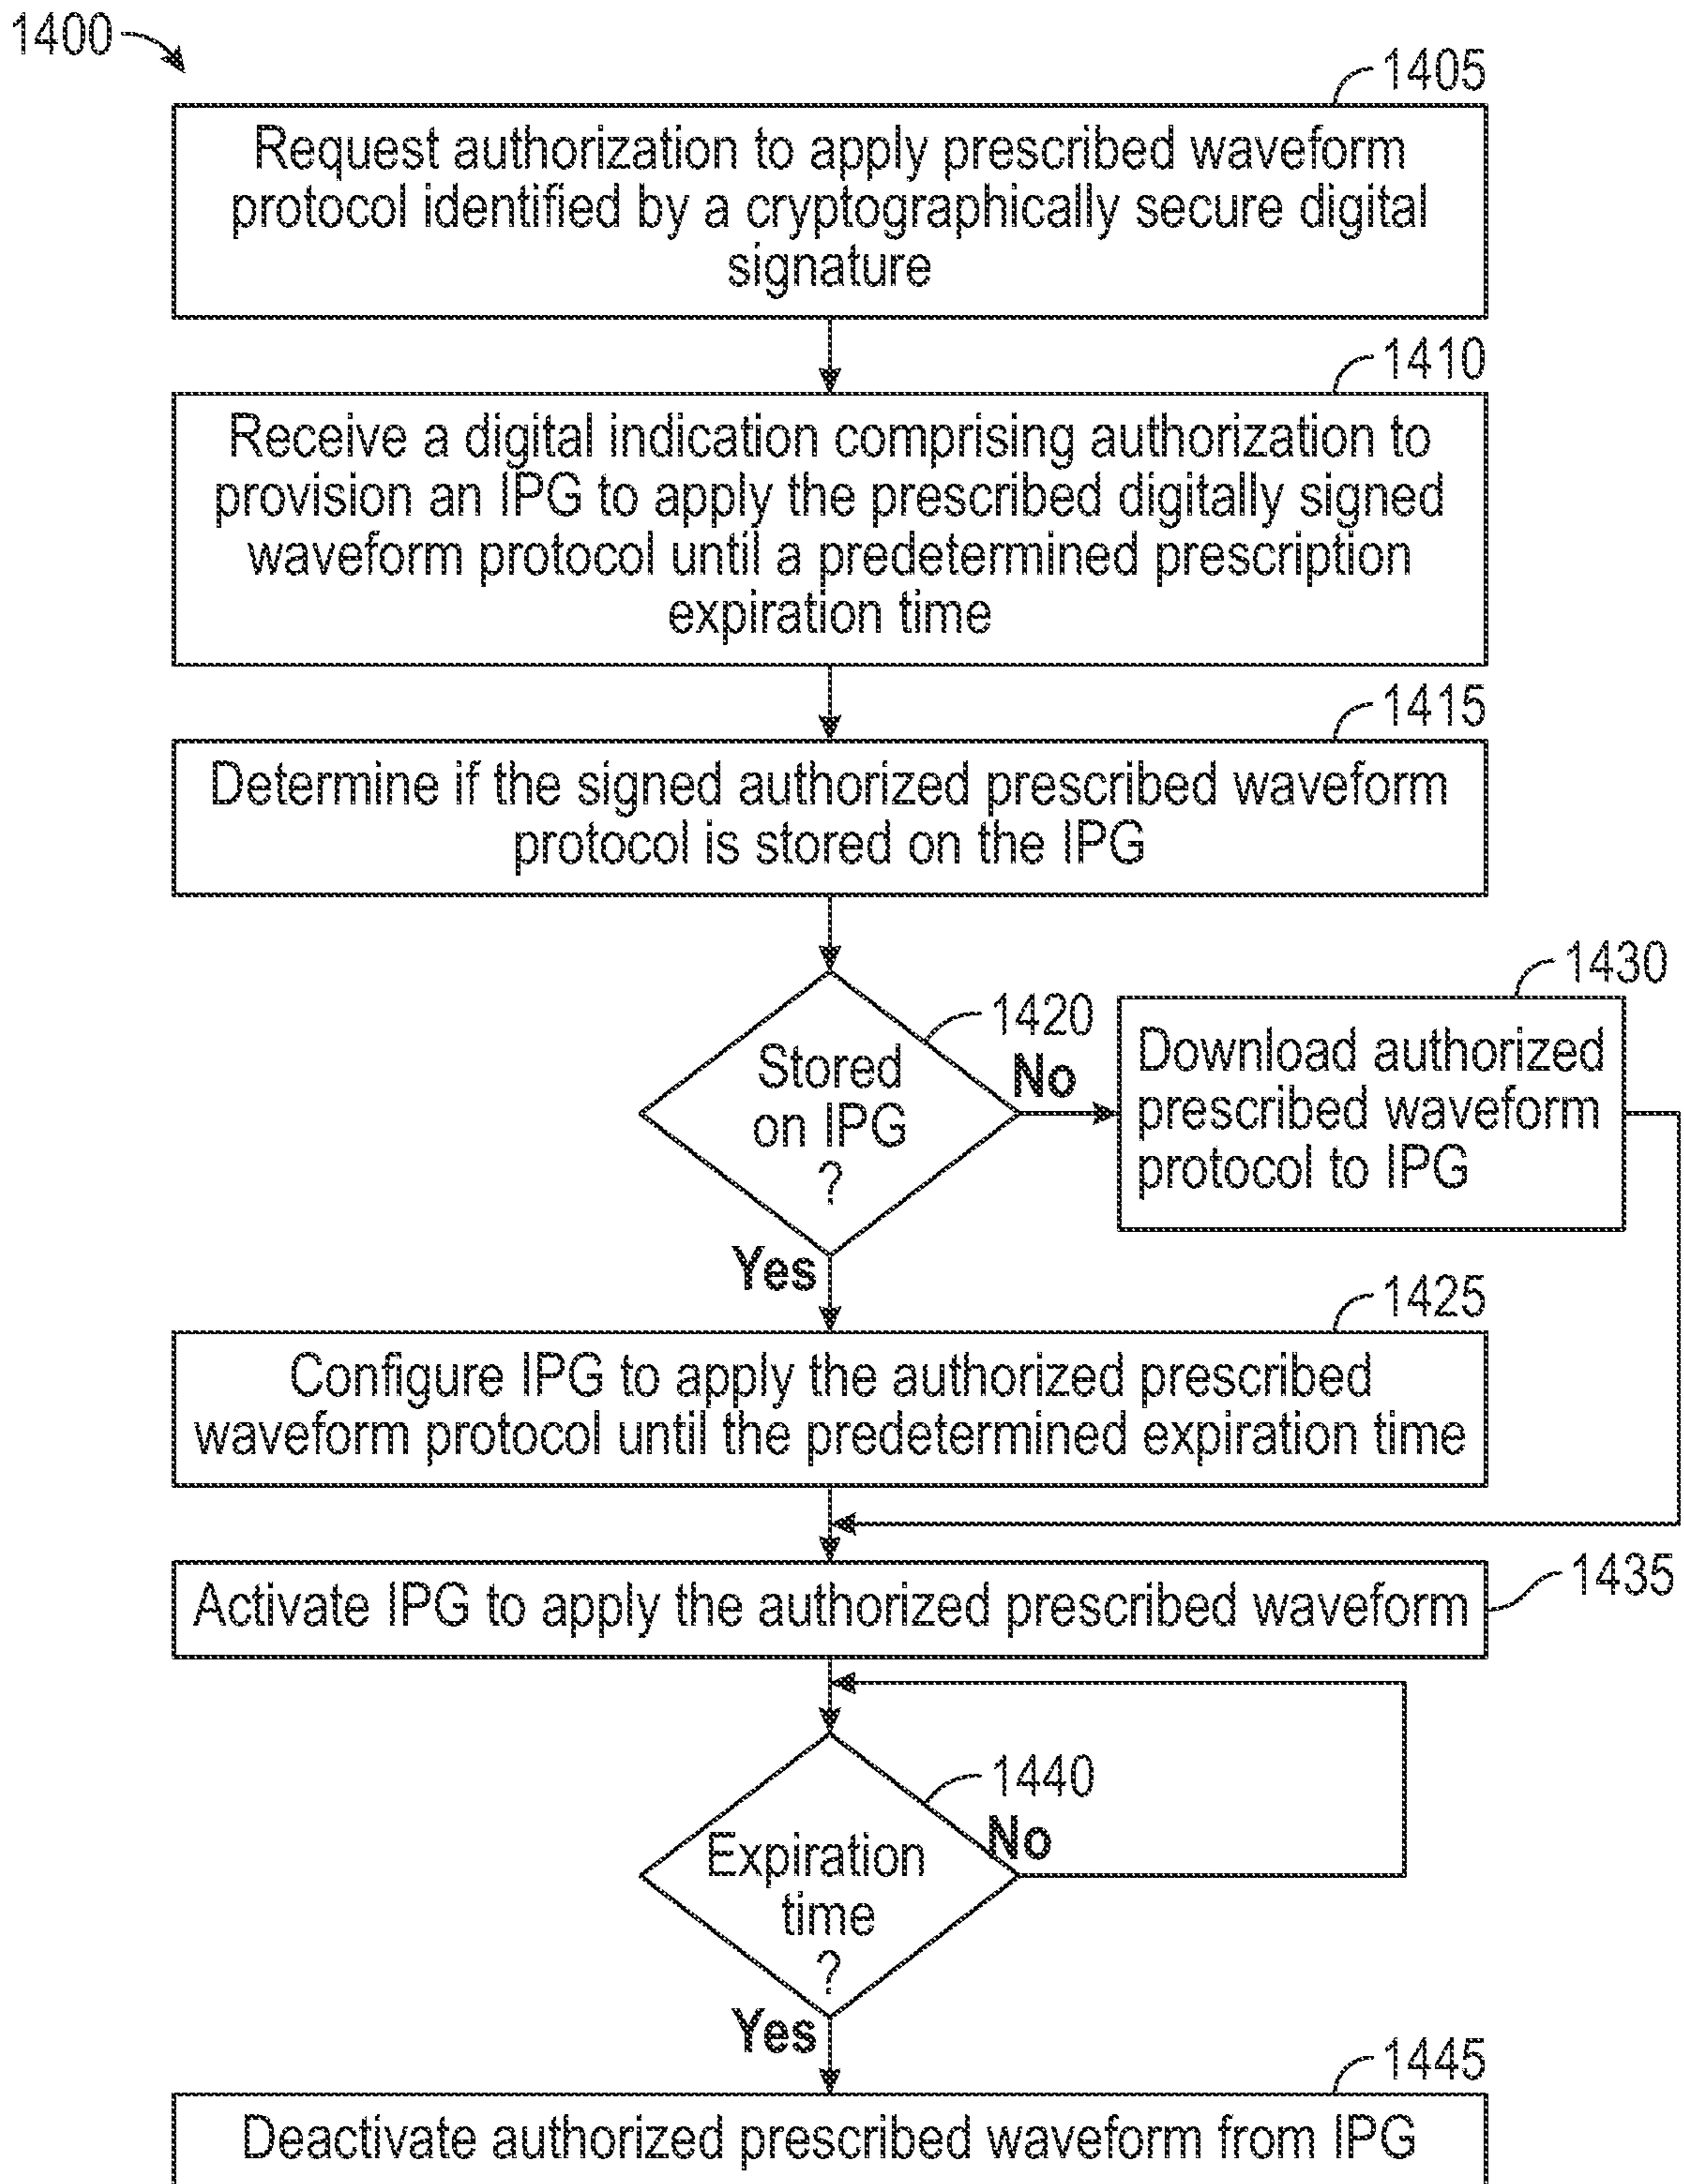 1400
1405
Request authorization to apply prescribed waveform
protocol identified by a cryptographically secure digital
signature
1410
Receive a digital indication comprising authorization to
provision an IPG to apply the prescribed digitally signed
waveform protocol until a predetermined prescription
expiration time
1415
Determine if the signed authorized prescribed waveform
protocol is stored on the IPG
1420
Stored
on IPG
?
No
Yes
1430
Download authorized
prescribed waveform
protocol to IPG
1425
Configure IPG to apply the authorized prescribed
waveform protocol until the predetermined expiration time
1435
Activate IPG to apply the authorized prescribed waveform
1440
Expiration
time
?
No
Yes
1445
Deactivate authorized prescribed waveform from IPG